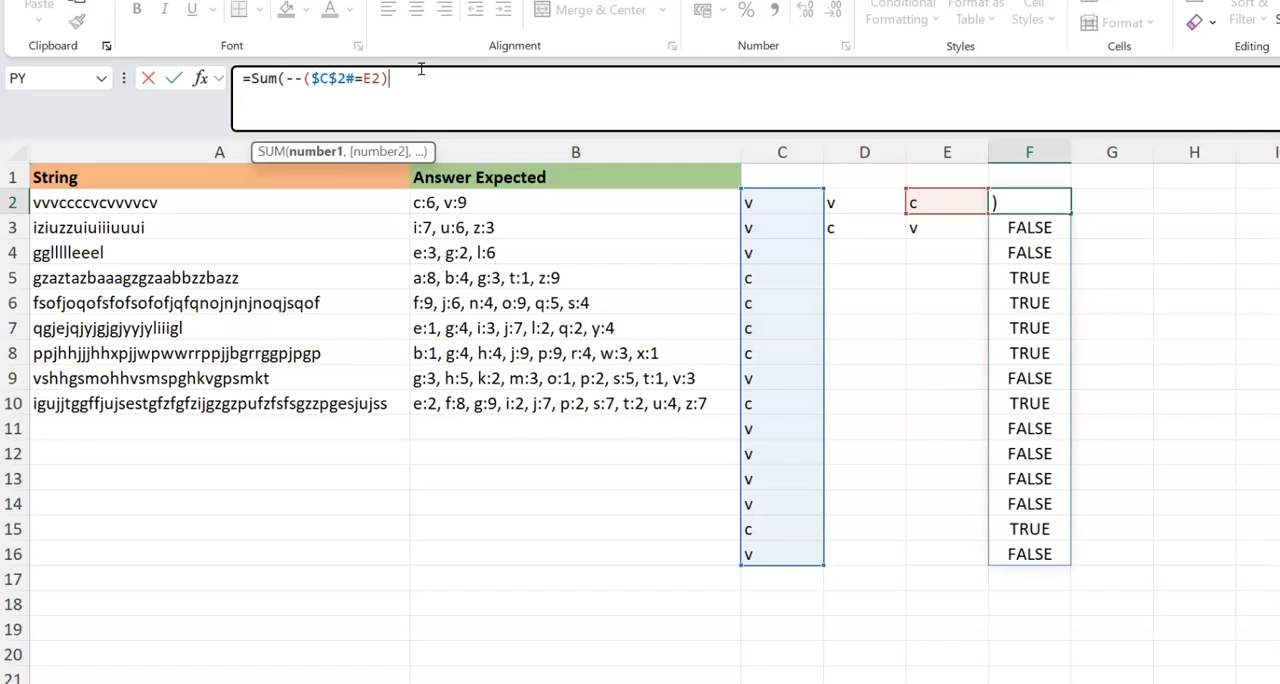 Paste
B I U A
Merge & Center
%
Conditional Format as Cell
Formatting Table Styles
Format
Sort &
Filter
Clipboard Font Alignment Number Styles Cells Editing
PY fx =Sum(--($C$2#=E2)
SUM(number1, [number2], ...)
A B C D E F G H I
1 String Answer Expected
2 vvvccccvcvvvvcv c:6, v:9 v v c )
3 iziuzzuiuiiiuuui i:7, u:6, z:3 v c v FALSE
4 ggllllleeel e:3, g:2, l:6 v FALSE
5 gzaztazbaaagzgzaabbzzbazz a:8, b:4, g:3, t:1, z:9 c TRUE
6 fsofjoqofsfofsofofjqfqnojnjnjnoqjsqof f:9, j:6, n:4, o:9, q:5, s:4 c TRUE
7 qgjejqjyjgjgjyyjyliiigl e:1, g:4, i:3, j:7, l:2, q:2, y:4 c TRUE
8 ppjhhjjjhhxpjjwpwwrrppjjbgrrggpjpgp b:1, g:4, h:4, j:9, p:9, r:4, w:3, x:1 c TRUE
9 vshhgsmohhvsmspghkvgpsmkt g:3, h:5, k:2, m:3, o:1, p:2, s:5, t:1, v:3 v FALSE
10 igujjtggffjujsestgfzfgfzijgzgzpufzfsfsgzzpgesjujss e:2, f:8, g:9, i:2, j:7, p:2, s:7, t:2, u:4, z:7 c TRUE
11 v FALSE
12 v FALSE
13 v FALSE
14 v FALSE
15 c TRUE
16 v FALSE
17
18
19
20
21